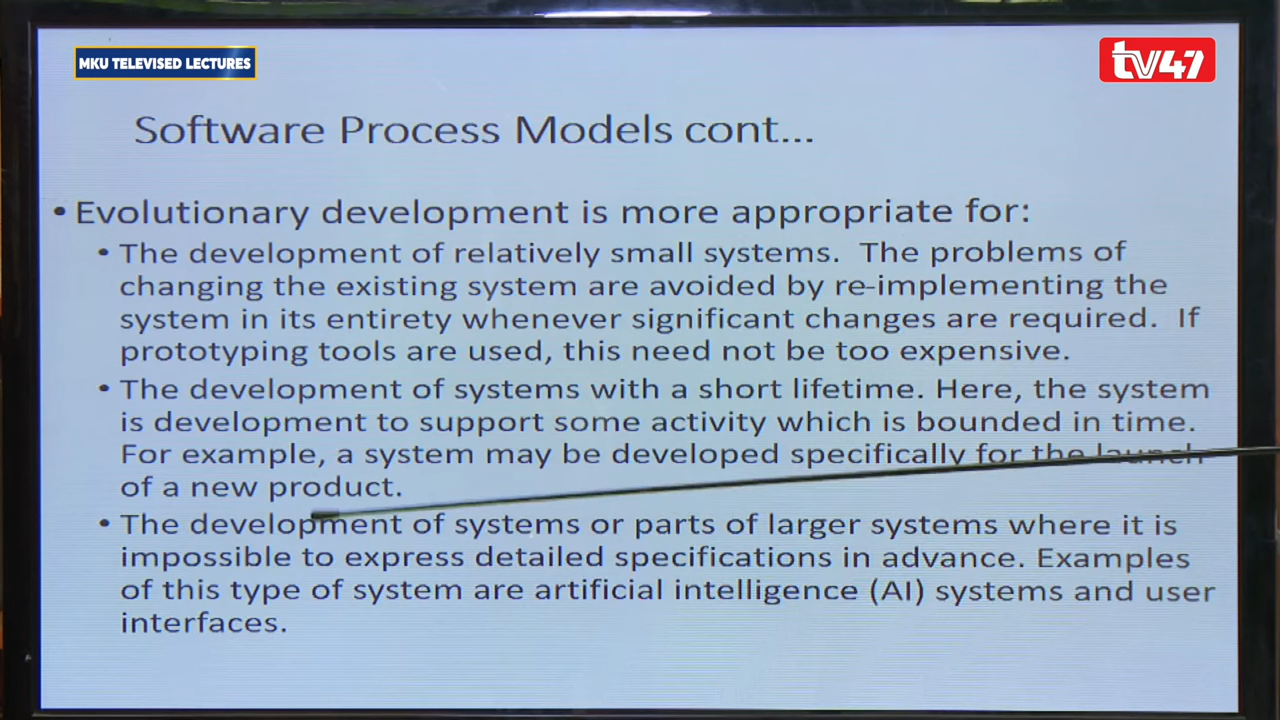 MKU TELEVISED LECTURES
tv47
Software Process Models cont...
• Evolutionary development is more appropriate for:
• The development of relatively small systems. The problems of
changing the existing system are avoided by re-implementing the
system in its entirety whenever significant changes are required. If
prototyping tools are used, this need not be too expensive.
• The development of systems with a short lifetime. Here, the system
is development to support some activity which is bounded in time.
For example, a system may be developed specifically for the launch
of a new product.
• The development of systems or parts of larger systems where it is
impossible to express detailed specifications in advance. Examples
of this type of system are artificial intelligence (AI) systems and user
interfaces.